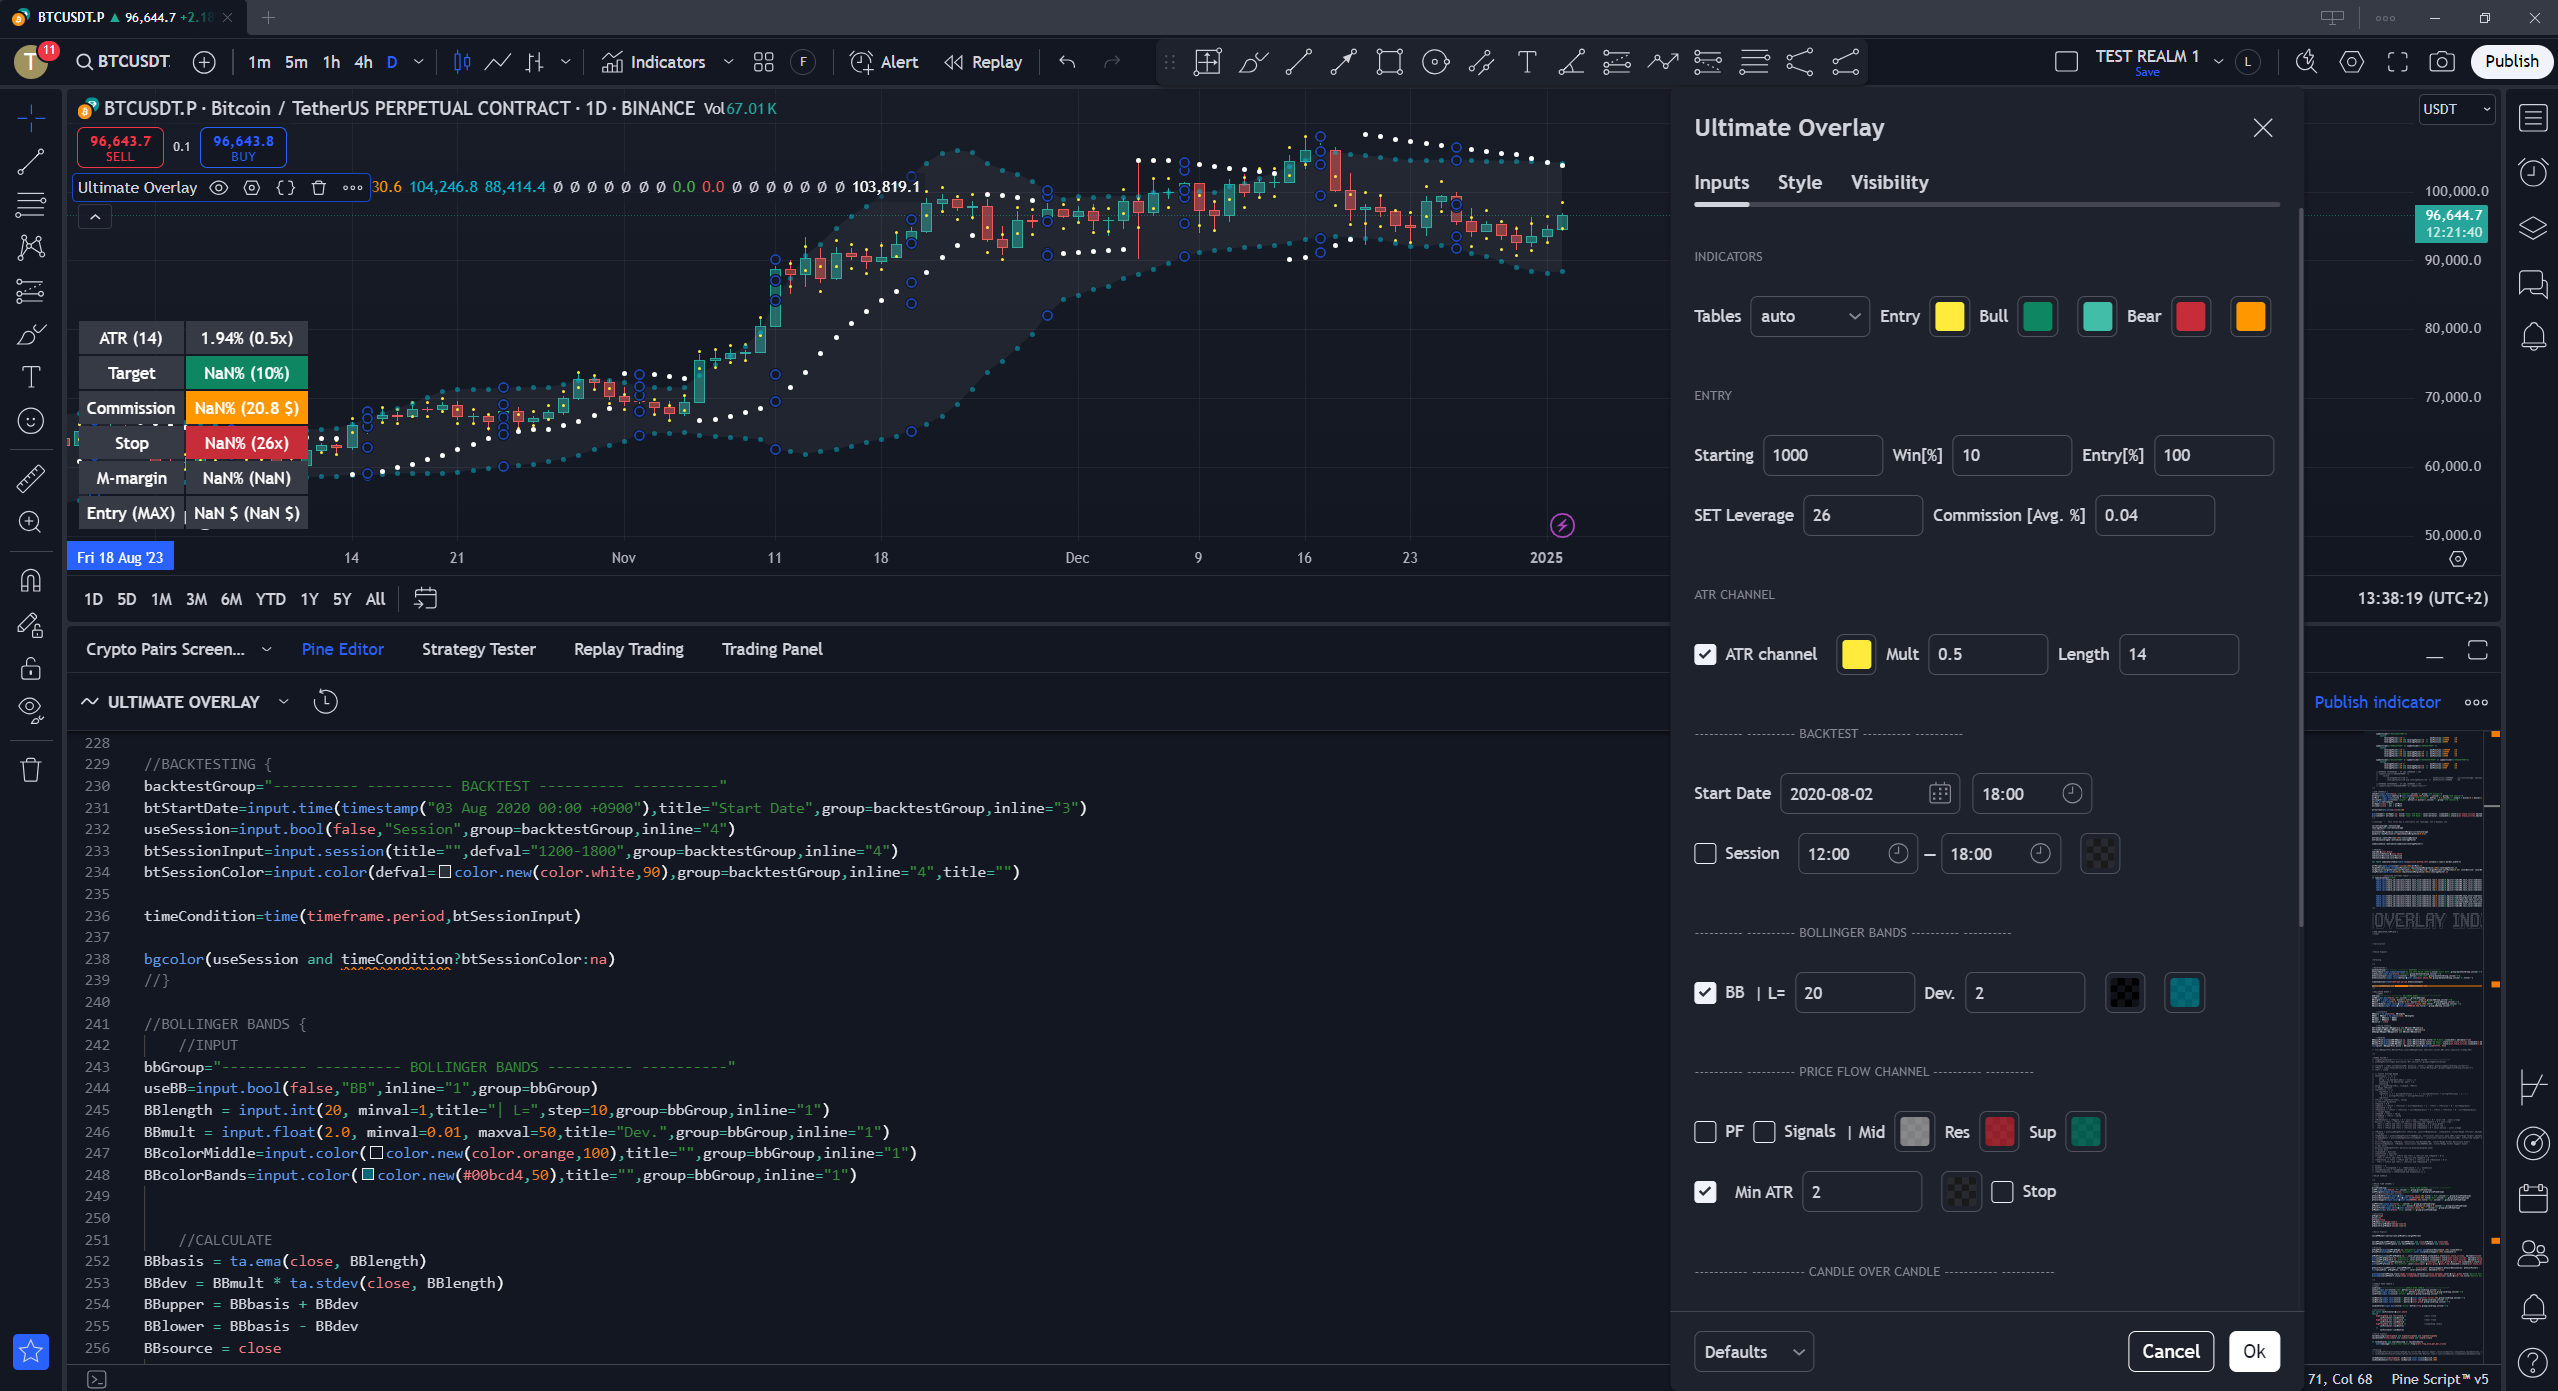 BTCUSDT.P ▲ 96,644.7 +2.18
T 11 BTCUSDT. 1m 5m 1h 4h D Indicators F Alert Replay TEST REALM 1 Save L Publish
BTCUSDT.P · Bitcoin / TetherUS PERPETUAL CONTRACT · 1D · BINANCE Vol 67.01 K
96,643.7 SELL 0.1 96,643.8 BUY
Ultimate Overlay 30.6 104,246.8 88,414.4 Ø Ø Ø Ø Ø Ø Ø 0.0 0.0 Ø Ø Ø Ø Ø Ø Ø 103,819.1
USDT
100,000.0
96,644.7
12:21:40
90,000.0
80,000.0
70,000.0
60,000.0
50,000.0
ATR (14) 1.94% (0.5x)
Target NaN% (10%)
Commission NaN% (20.8 $)
Stop NaN% (26x)
M-margin NaN% (NaN)
Entry (MAX) NaN $ (NaN $)
Fri 18 Aug '23 14 21 Nov 11 18 Dec 9 16 23 2025
1D 5D 1M 3M 6M YTD 1Y 5Y All
13:38:19 (UTC+2)
Crypto Pairs Screen... Pine Editor Strategy Tester Replay Trading Trading Panel
ULTIMATE OVERLAY
Publish indicator
228
229 //BACKTESTING {
230 backtestGroup="---------- ---------- BACKTEST ---------- ----------"
231 btStartDate=input.time(timestamp("03 Aug 2020 00:00 +0900"),title="Start Date",group=backtestGroup,inline="3")
232 useSession=input.bool(false,"Session",group=backtestGroup,inline="4")
233 btSessionInput=input.session(title="",defval="1200-1800",group=backtestGroup,inline="4")
234 btSessionColor=input.color(defval=color.new(color.white,90),group=backtestGroup,inline="4",title="")
235
236 timeCondition=time(timeframe.period,btSessionInput)
237
238 bgcolor(useSession and timeCondition?btSessionColor:na)
239 //}
240
241 //BOLLINGER BANDS {
242 //INPUT
243 bbGroup="---------- ---------- BOLLINGER BANDS ---------- ----------"
244 useBB=input.bool(false,"BB",inline="1",group=bbGroup)
245 BBlength = input.int(20, minval=1,title="| L=",step=10,group=bbGroup,inline="1")
246 BBmult = input.float(2.0, minval=0.01, maxval=50,title="Dev.",group=bbGroup,inline="1")
247 BBcolorMiddle=input.color(color.new(color.orange,100),title="",group=bbGroup,inline="1")
248 BBcolorBands=input.color(color.new(#00bcd4,50),title="",group=bbGroup,inline="1")
249
250
251 //CALCULATE
252 BBbasis = ta.ema(close, BBlength)
253 BBdev = BBmult * ta.stdev(close, BBlength)
254 BBupper = BBbasis + BBdev
255 BBlower = BBbasis - BBdev
256 BBsource = close
OVERLAY IND
71, Col 68 Pine Script™ v5
Ultimate Overlay
Inputs Style Visibility
INDICATORS
Tables auto Entry Bull Bear
ENTRY
Starting 1000 Win[%] 10 Entry[%] 100
SET Leverage 26 Commission [Avg. %] 0.04
ATR CHANNEL
ATR channel Mult 0.5 Length 14
---------- ---------- BACKTEST ---------- ----------
Start Date 2020-08-02 18:00
Session 12:00 — 18:00
---------- ---------- BOLLINGER BANDS ---------- ----------
BB | L= 20 Dev. 2
---------- ---------- PRICE FLOW CHANNEL ---------- ----------
PF Signals | Mid Res Sup
Min ATR 2 Stop
---------- ---------- CANDLE OVER CANDLE ---------- ----------
Defaults Cancel Ok